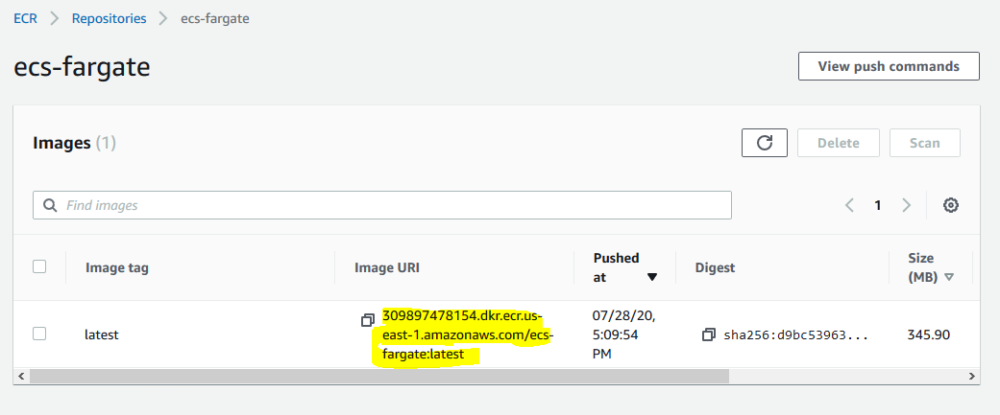 ECR > Repositories > ecs-fargate
ecs-fargate
View push commands
Images (1)
Delete
Scan
Find images
1
Image tag
Image URI
Pushed
at
Digest
Size
(MB)
latest
309897478154.dkr.ecr.us-
east-1.amazonaws.com/ecs-
fargate:latest
07/28/20,
5:09:54
PM
sha256:d9bc53963...
345.90